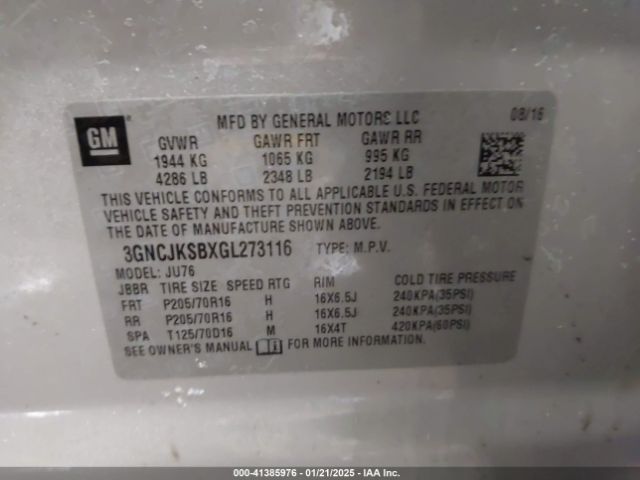 GM
MFD BY GENERAL MOTORS LLC 08/16
GVWR GAWR FRT GAWR RR
1944 KG 1065 KG 995 KG
4286 LB 2348 LB 2194 LB
THIS VEHICLE CONFORMS TO ALL APPLICABLE U.S. FEDERAL MOTOR
VEHICLE SAFETY AND THEFT PREVENTION STANDARDS IN EFFECT ON
THE DATE OF MANUFACTURE SHOWN ABOVE.
3GNCJKSBXGL273116 TYPE: M.P.V.
MODEL: JU76
JBBR TIRE SIZE SPEED RTG RIM COLD TIRE PRESSURE
FRT P205/70R16 H 16X6.5J 240KPA(35PSI)
RR P205/70R16 H 16X6.5J 240KPA(35PSI)
SPA T125/70D16 M 16X4T 420KPA(60PSI)
SEE OWNER'S MANUAL FOR MORE INFORMATION.
000-41385976 - 01/21/2025 - IAA Inc.